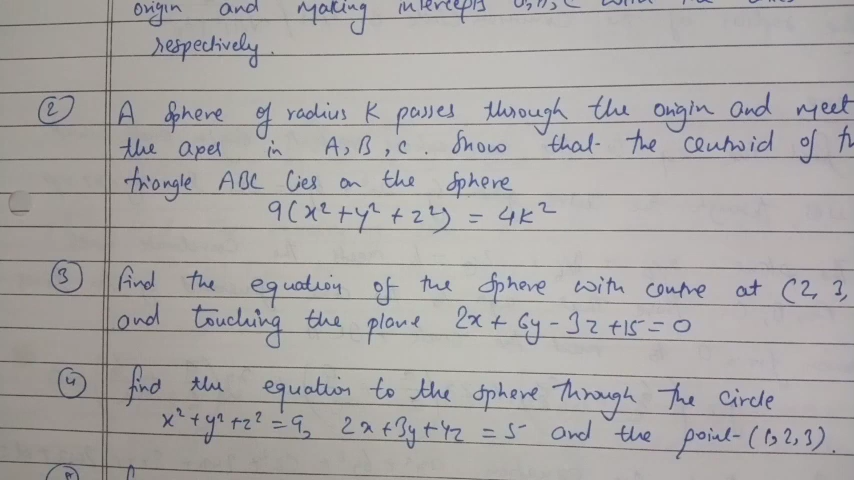 origin and making intercepts
respectively.
② A sphere of radius K passes through the origin and meet
the apes in A, B, C. Show that the centroid of
triangle ABC lies on the sphere
9(x² + y² + z²) = 4K²
③ find the equation of the sphere with centre at (2, 3,
and touching the plane 2x + 6y - 3z + 15 = 0
④ find the equation to the sphere through the circle
x² + y² + z² = 9, 2x + 3y + 4z = 5 and the point (1, 2, 3).